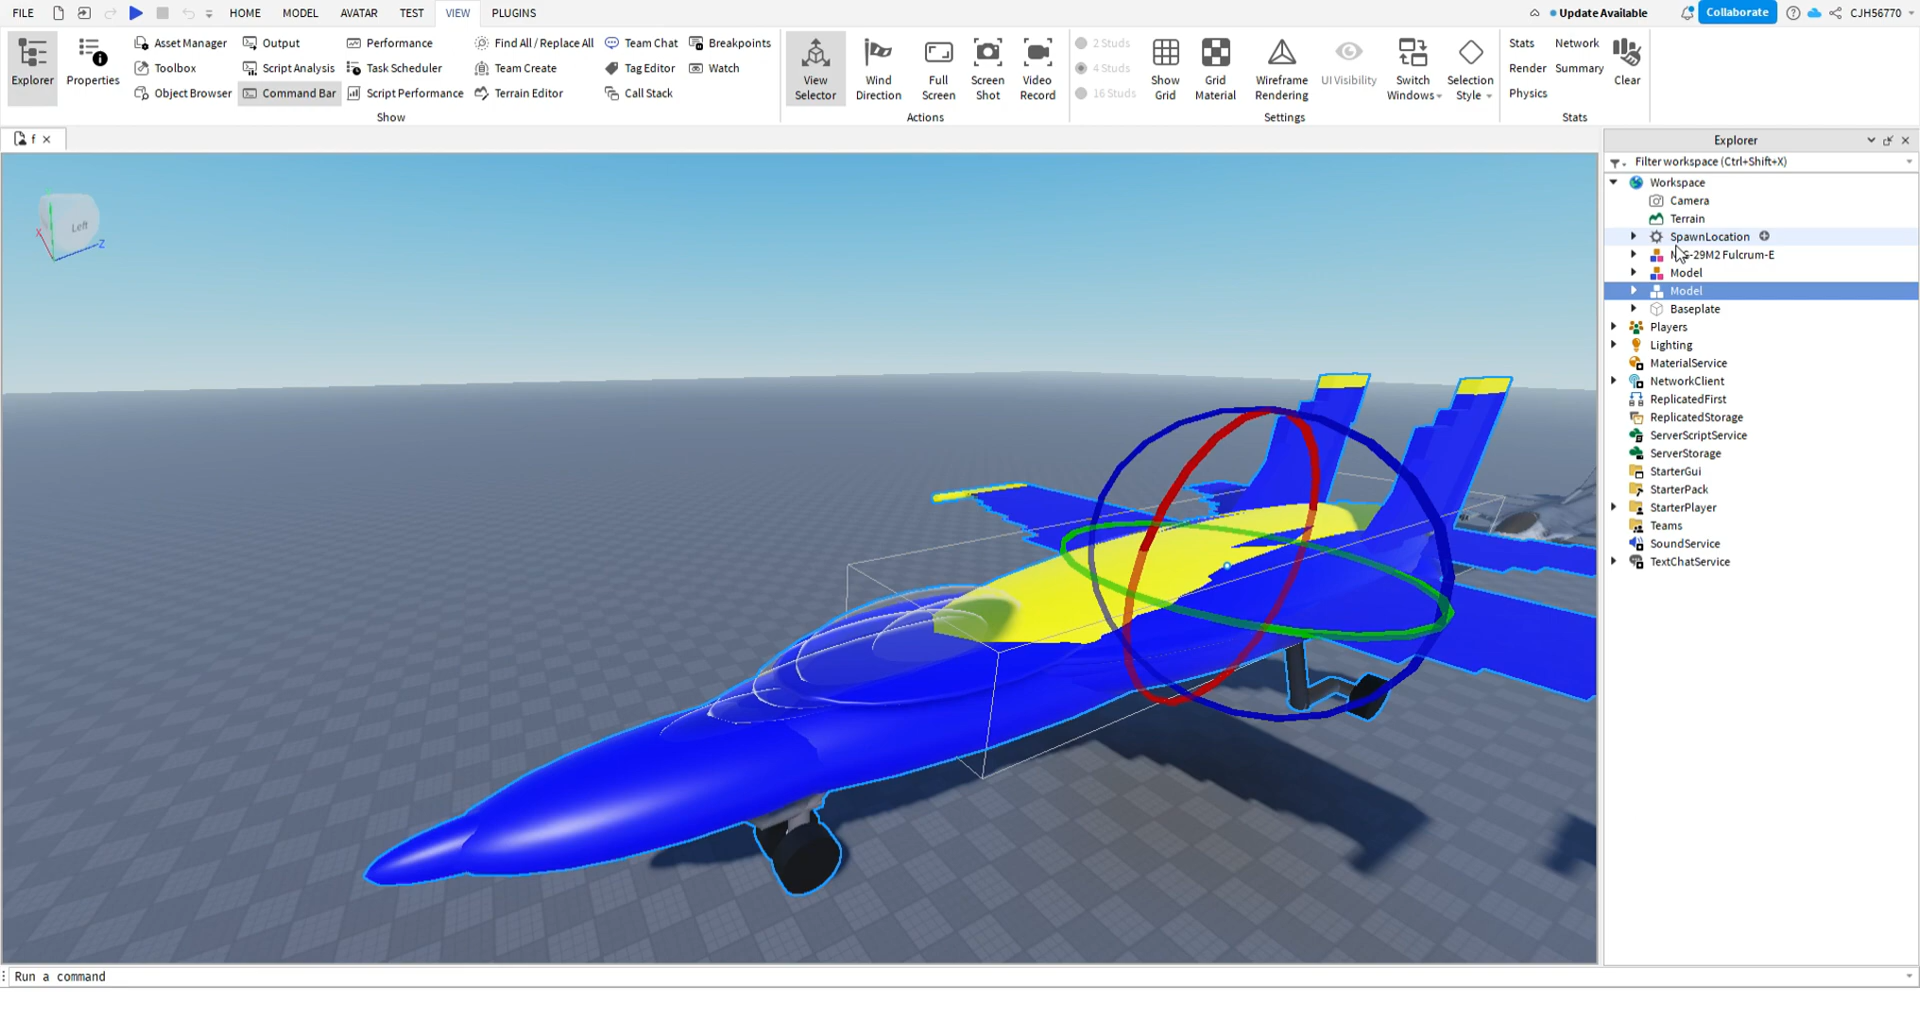 FILE HOME MODEL AVATAR TEST VIEW PLUGINS Update Available Collaborate CJH56770
Explorer
Properties
Asset Manager Output Performance Find All / Replace All Team Chat Breakpoints
Toolbox Script Analysis Task Scheduler Team Create Tag Editor Watch
Object Browser Command Bar Script Performance Terrain Editor Call Stack
Show
View Selector
Wind Direction
Full Screen
Screen Shot
Video Record
Actions
2 Studs
4 Studs
16 Studs
Show Grid
Grid Material
Wireframe Rendering
UI Visibility
Switch Windows
Selection Style
Settings
Stats Network
Render Summary
Physics
Clear
Stats
f
Left
X
Z
Explorer
Filter workspace (Ctrl+Shift+X)
Workspace
Camera
Terrain
SpawnLocation
-29M2 Fulcrum-E
Model
Model
Baseplate
Players
Lighting
MaterialService
NetworkClient
ReplicatedFirst
ReplicatedStorage
ServerScriptService
ServerStorage
StarterGui
StarterPack
StarterPlayer
Teams
SoundService
TextChatService
Run a command